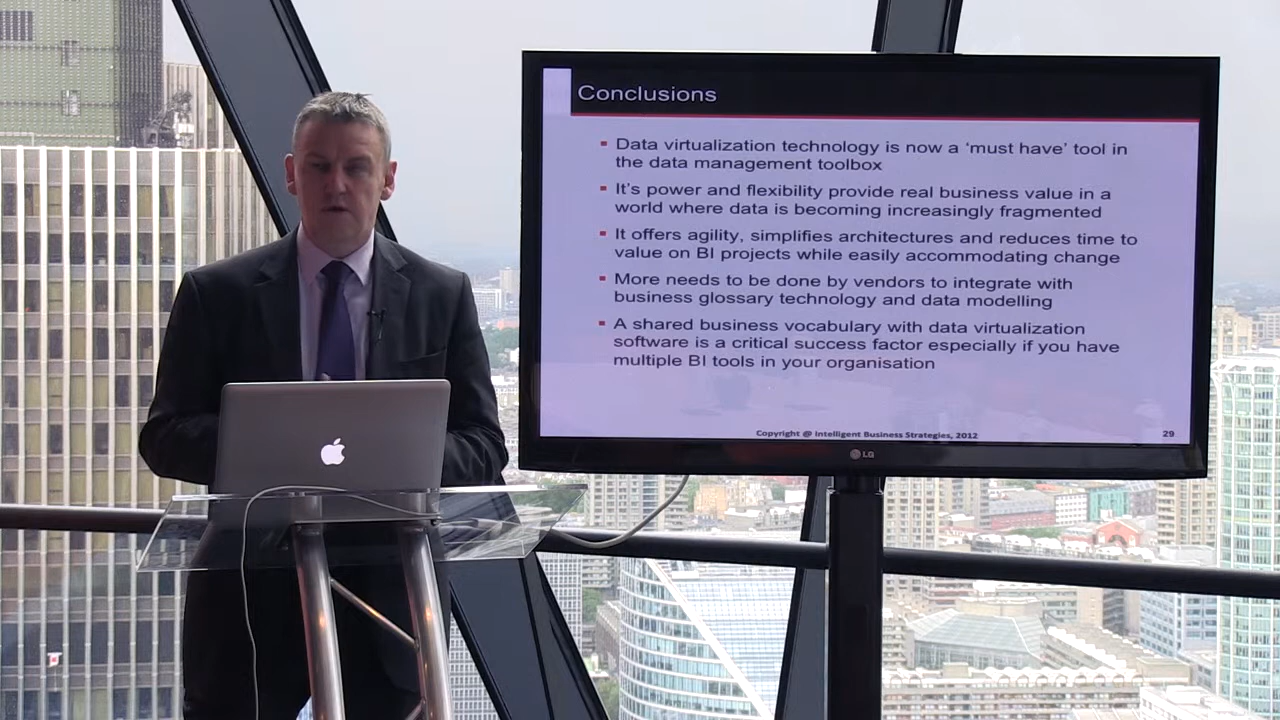 Conclusions
▪ Data virtualization technology is now a ‘must have’ tool in
the data management toolbox
▪ It’s power and flexibility provide real business value in a
world where data is becoming increasingly fragmented
▪ It offers agility, simplifies architectures and reduces time to
value on BI projects while easily accommodating change
▪ More needs to be done by vendors to integrate with
business glossary technology and data modelling
▪ A shared business vocabulary with data virtualization
software is a critical success factor especially if you have
multiple BI tools in your organisation
Copyright @ Intelligent Business Strategies, 2012
29
LG